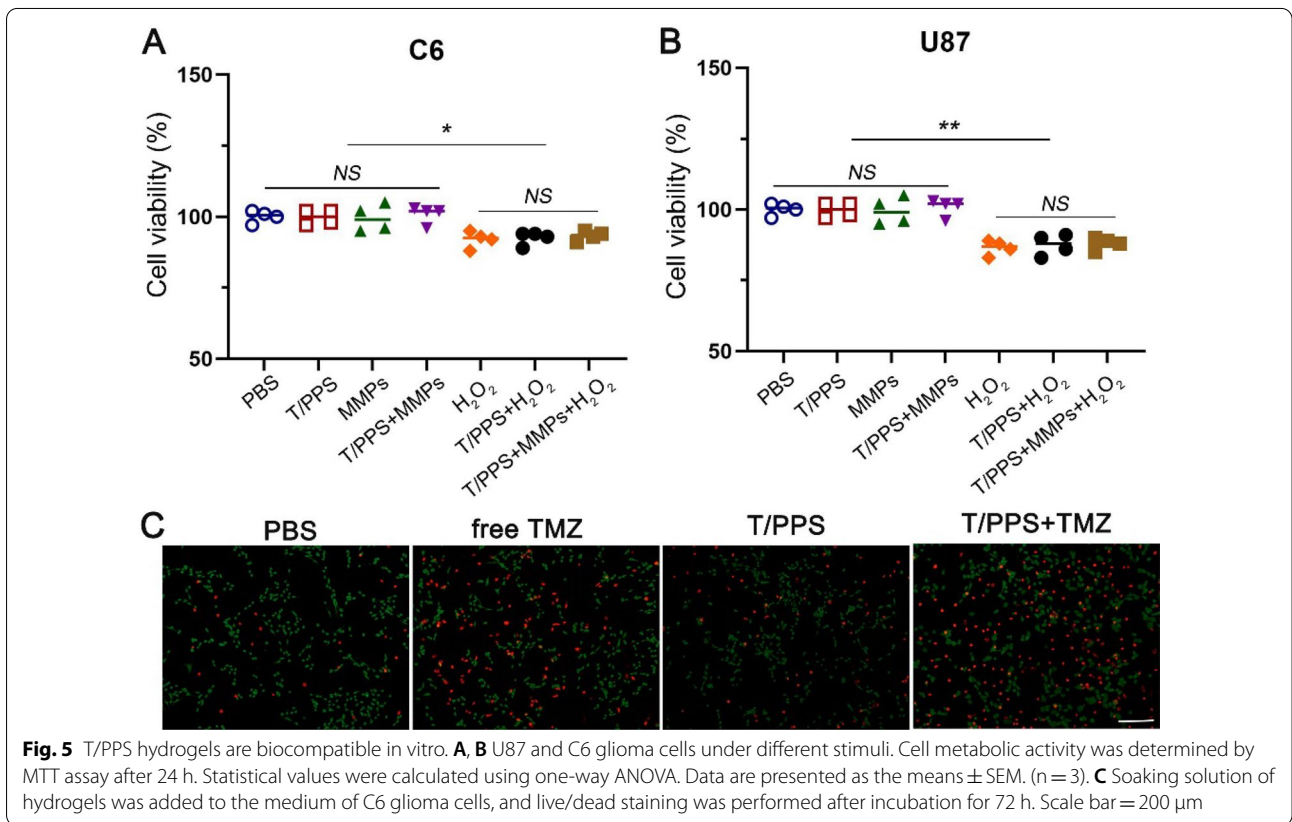 A
C6
Cell viability (%)
150
100
50
*
NS
NS
PBS
T/PPS
MMPs
T/PPS+MMPs
H₂O₂
T/PPS+H₂O₂
T/PPS+MMPs+H₂O₂
B
U87
Cell viability (%)
150
100
50
**
NS
NS
PBS
T/PPS
MMPs
T/PPS+MMPs
H₂O₂
T/PPS+H₂O₂
T/PPS+MMPs+H₂O₂
C
PBS
free TMZ
T/PPS
T/PPS+TMZ
Fig. 5 T/PPS hydrogels are biocompatible in vitro. A, B U87 and C6 glioma cells under different stimuli. Cell metabolic activity was determined by
MTT assay after 24 h. Statistical values were calculated using one-way ANOVA. Data are presented as the means ± SEM. (n = 3). C Soaking solution of
hydrogels was added to the medium of C6 glioma cells, and live/dead staining was performed after incubation for 72 h. Scale bar = 200 μm